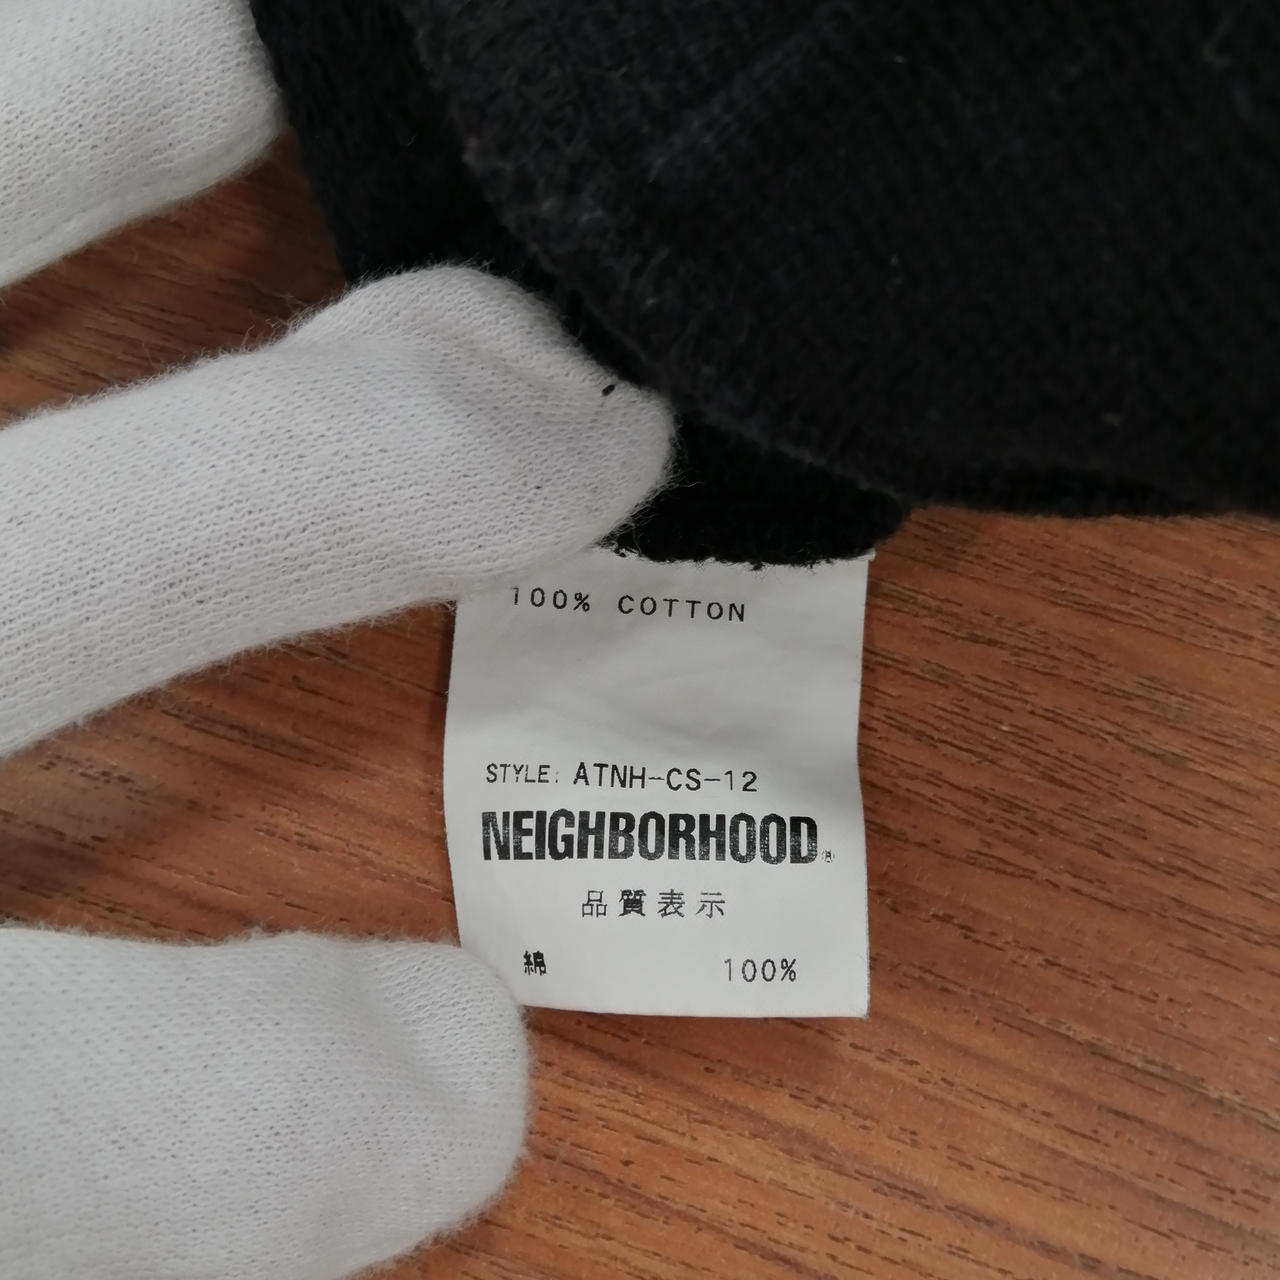 100% COTTON
STYLE: ATNH-CS-12
NEIGHBORHOOD®
品質表示
綿 100%